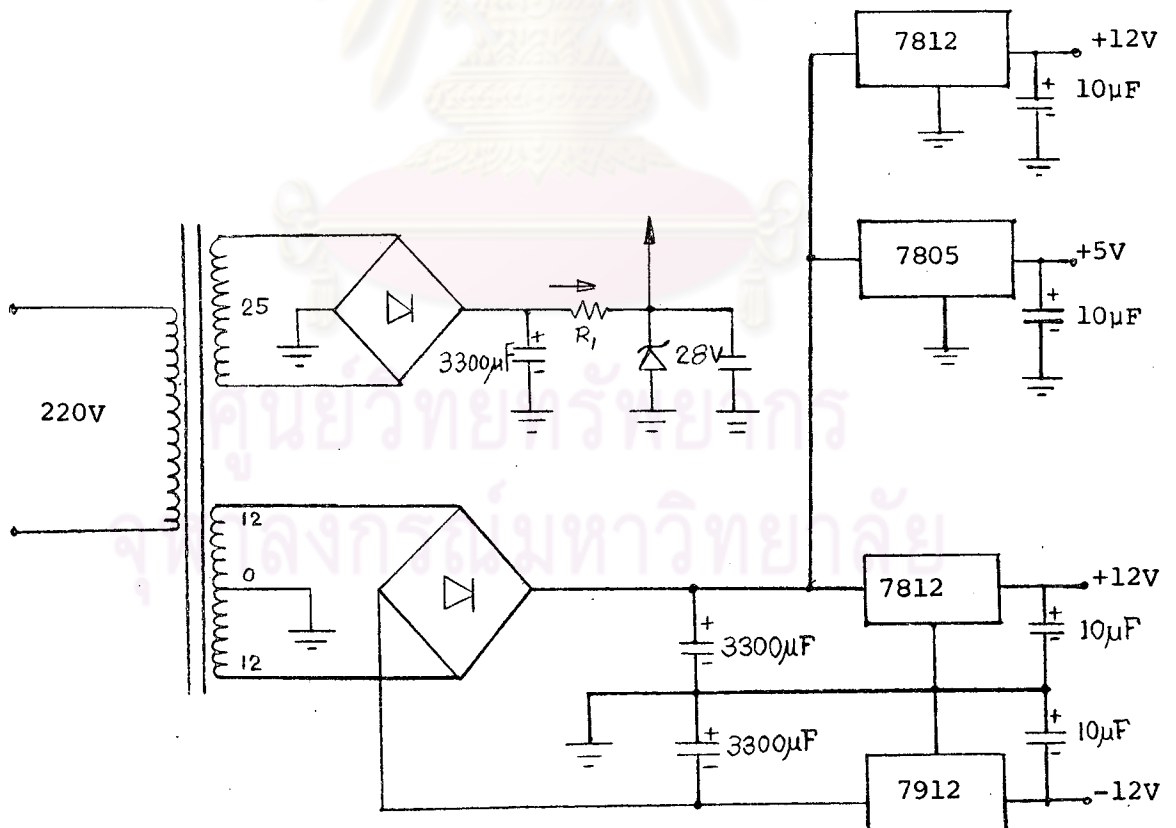 7812
+12V
+
10µF
7805
+5V
+
10µF
25
+
3300µF
R1
28V
220V
ศูนย์วิทยทรัพยากร
จุฬาลงกรณ์มหาวิทยาลัย
12
0
12
+
3300µF
+
3300µF
7812
+12V
+
10µF
+
10µF
7912
-12V